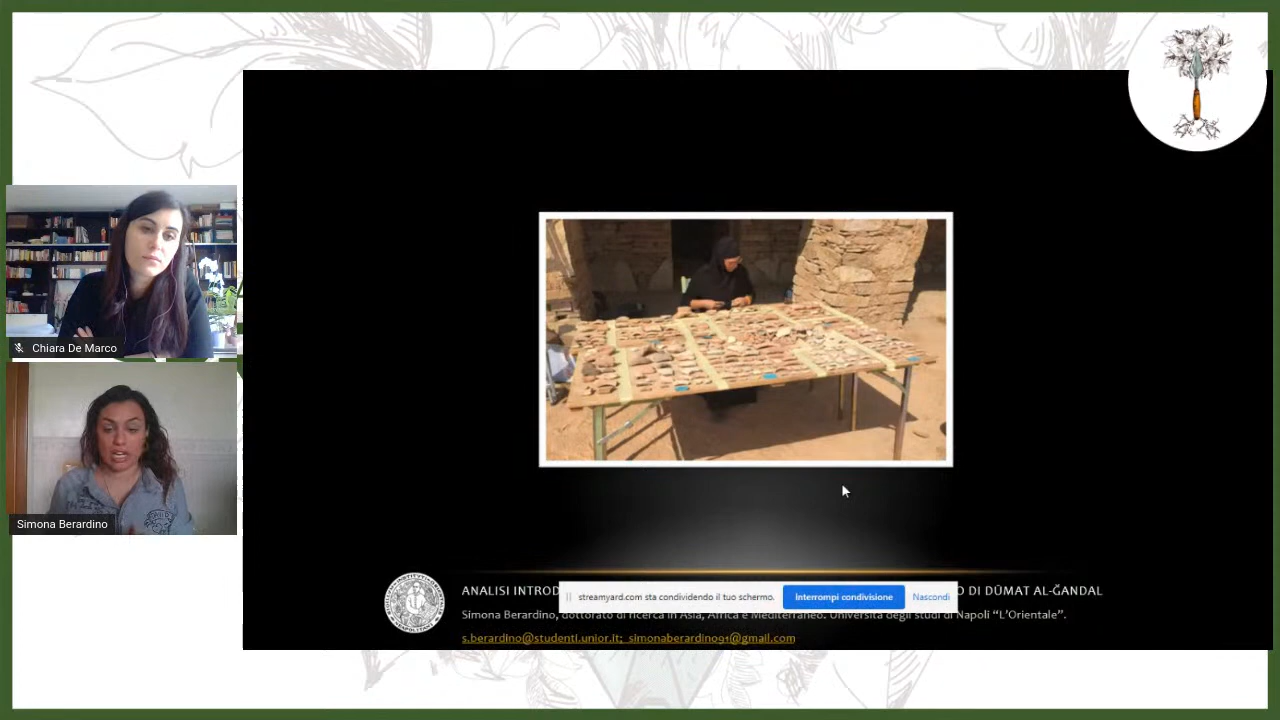 Chiara De Marco
Simona Berardino
ANALISI INTROD
O DI DŪMAT AL-ǦANDAL
streamyard.com sta condividendo il tuo schermo.
Interrompi condivisione
Nascondi
Simona Berardino, dottorato di ricerca in Asia, Africa e Mediterraneo. Università degli studi di Napoli “L’Orientale”.
s.berardino@studenti.unior.it; simonaberardino91@gmail.com